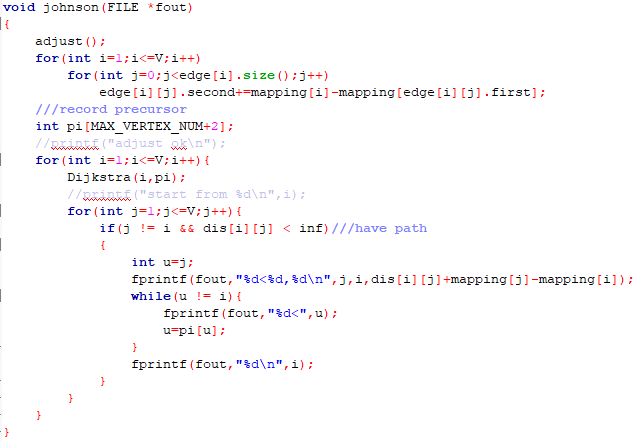 void johnson(FILE *fout)
{
    adjust();
    for(int i=1;i<=V;i++)
        for(int j=0;j<edge[i].size();j++)
            edge[i][j].second+=mapping[i]-mapping[edge[i][j].first];
    ///record precursor
    int pi[MAX_VERTEX_NUM+2];
    //printf("adjust ok\n");
    for(int i=1;i<=V;i++){
        Dijkstra(i,pi);
        //printf("start from %d\n",i);
        for(int j=1;j<=V;j++){
            if(j != i && dis[i][j] < inf)///have path
            {
                int u=j;
                fprintf(fout,"%d<%d,%d\n",j,i,dis[i][j]+mapping[j]-mapping[i]);
                while(u != i){
                    fprintf(fout,"%d<",u);
                    u=pi[u];
                }
                fprintf(fout,"%d\n",i);
            }
        }
    }
}